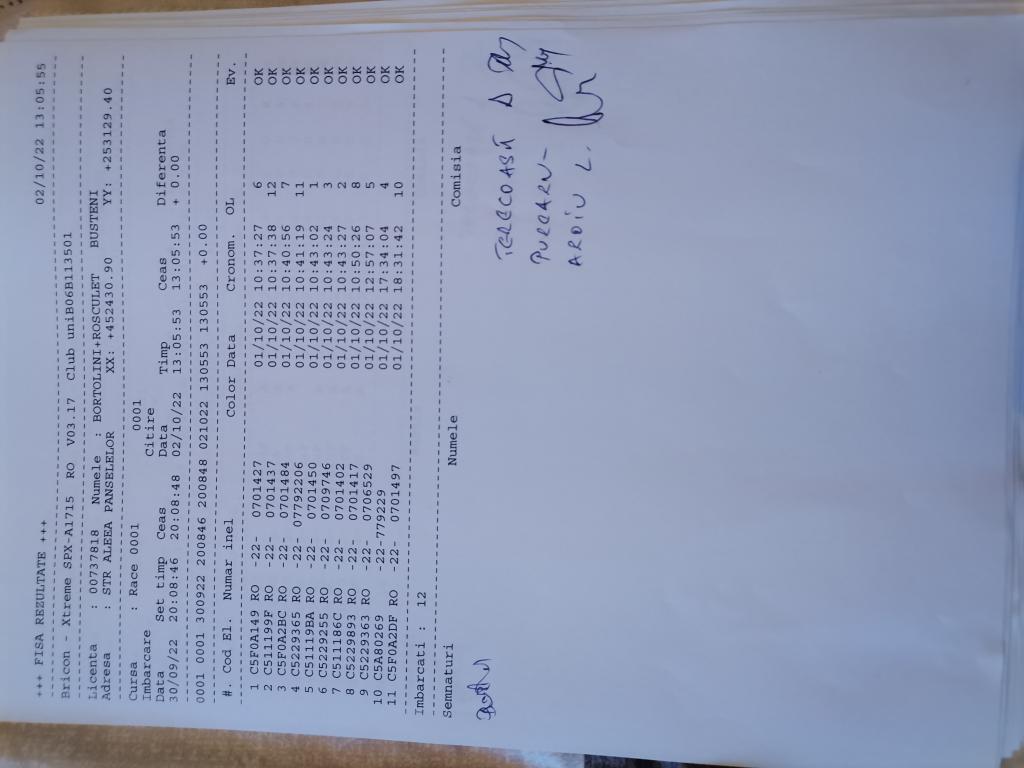 +++ FISA REZULTATE +++ 02/10/22 13:05:55
Bricon - Xtreme SPX-A1715 RO V03.17 Club uniB06B113501
Licenta : 00737818 Numele : BORTOLINI+ROSCULET BUSTENI
Adresa : STR ALEEA PANSELELOR XX: +452430.90 YY: +253129.40
Cursa : Race 0001 0001
Imbarcare Citire
Data Set timp Ceas Data Timp Ceas Diferenta
30/09/22 20:08:46 20:08:48 02/10/22 13:05:53 13:05:53 + 0.00
0001 0001 300922 200846 200848 021022 130553 130553 +0.00
#. Cod El. Numar inel Color Data Cronom. OL Ev.
1 C5F0A149 RO -22- 0701427 01/10/22 10:37:27 6 OK
2 C511199F RO -22- 0701437 01/10/22 10:37:38 12 OK
3 C5F0A2BC RO -22- 0701484 01/10/22 10:40:56 7 OK
4 C5229365 RO -22- 07792206 01/10/22 10:41:19 11 OK
5 C51119BA RO -22- 0701450 01/10/22 10:43:02 1 OK
6 C5229255 RO -22- 0709746 01/10/22 10:43:24 3 OK
7 C511186C RO -22- 0701402 01/10/22 10:43:27 2 OK
8 C5229893 RO -22- 0701417 01/10/22 10:50:26 8 OK
9 C5229363 RO -22- 0706529 01/10/22 12:57:07 5 OK
10 C5A80269 -22-779229 01/10/22 17:34:04 4 OK
11 C5F0A2DF RO -22- 0701497 01/10/22 18:31:42 10 OK
Imbarcati : 12
Semnaturi Numele Comisia
ARDIU L.